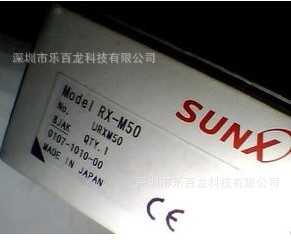 深圳市乐百龙科技有限公司
Model RX-M50
No. URXM50
BJAK QTY.1
0107-1010-00
MADE IN JAPAN
SUNX
CE
深圳市乐百龙科技有限公司